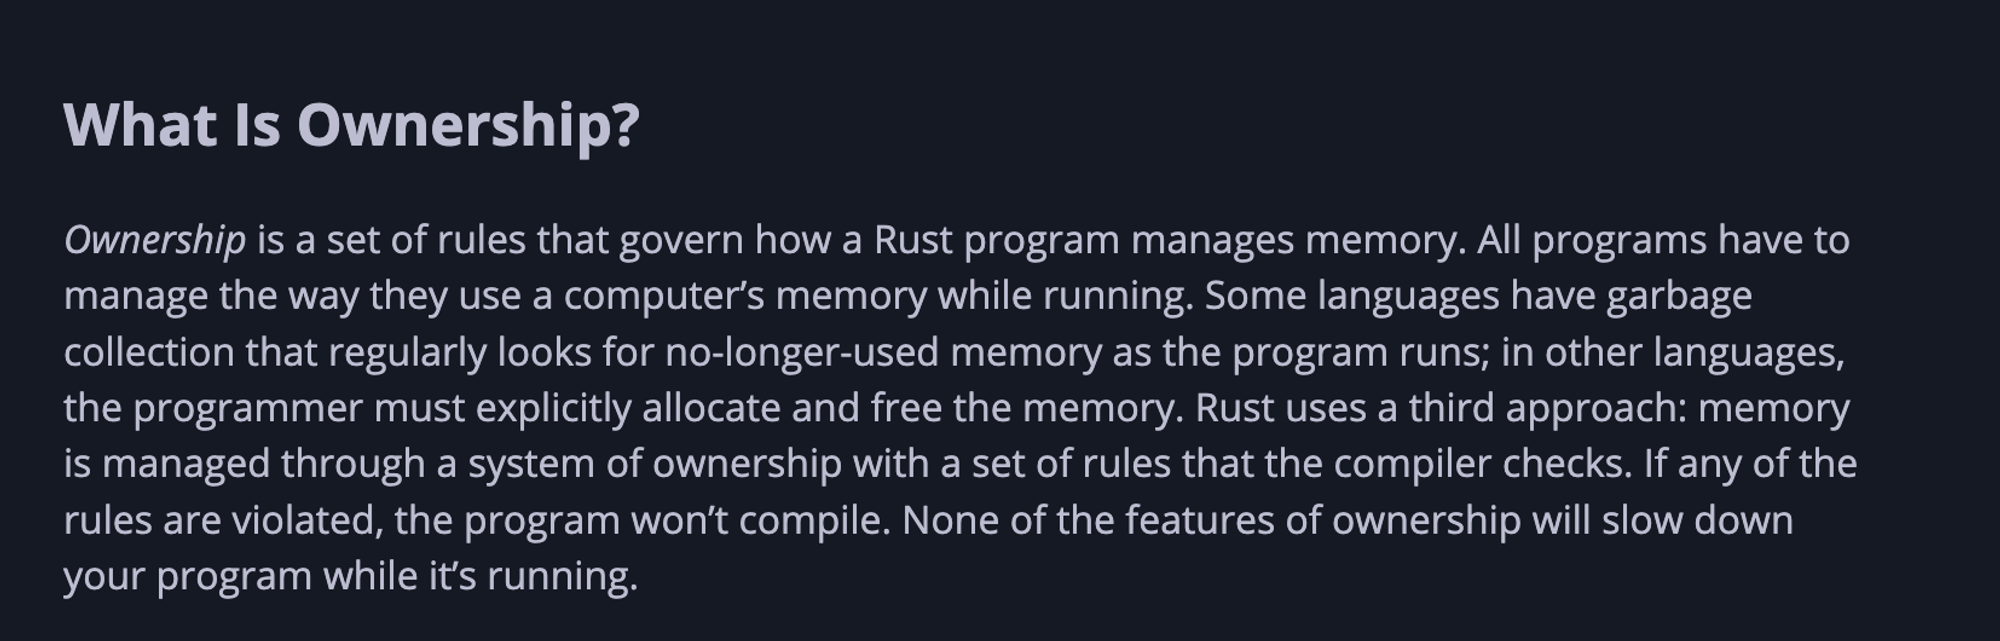 What Is Ownership?
Ownership is a set of rules that govern how a Rust program manages memory. All programs have to
manage the way they use a computer’s memory while running. Some languages have garbage
collection that regularly looks for no-longer-used memory as the program runs; in other languages,
the programmer must explicitly allocate and free the memory. Rust uses a third approach: memory
is managed through a system of ownership with a set of rules that the compiler checks. If any of the
rules are violated, the program won’t compile. None of the features of ownership will slow down
your program while it’s running.